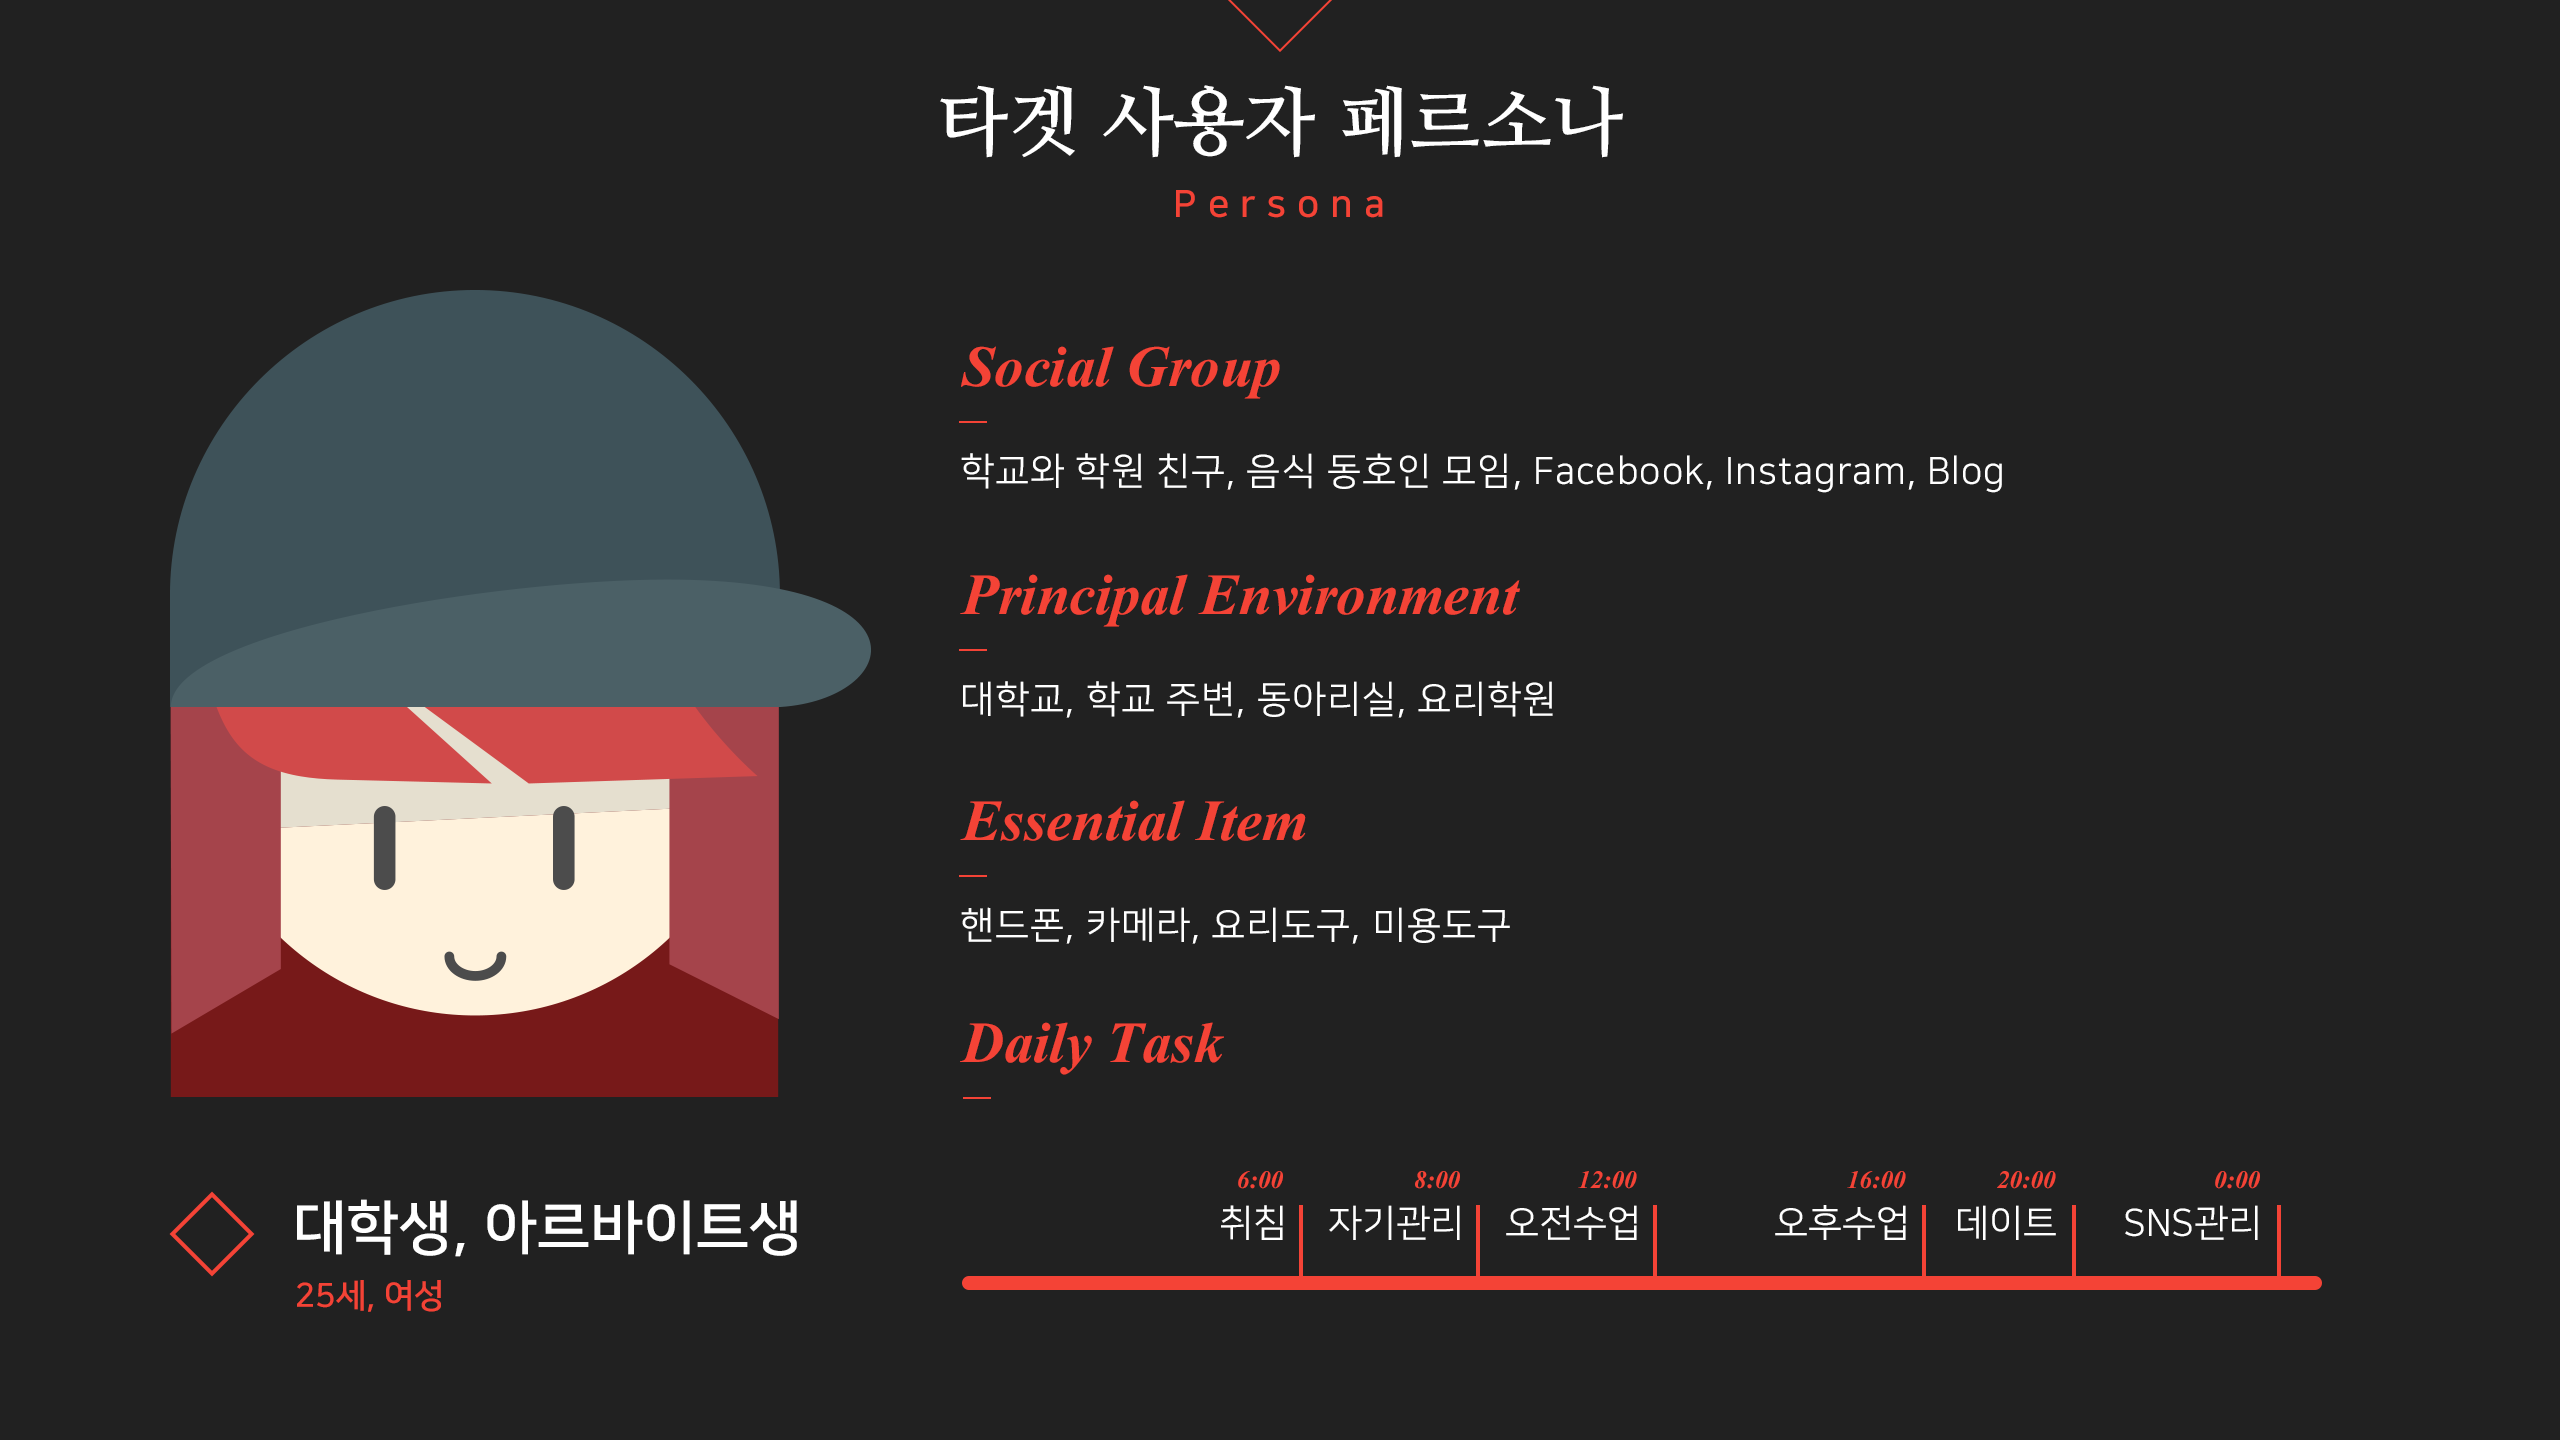 타겟 사용자 페르소나
Persona
Social Group
학교와 학원 친구, 음식 동호인 모임, Facebook, Instagram, Blog
Principal Environment
대학교, 학교 주변, 동아리실, 요리학원
Essential Item
핸드폰, 카메라, 요리도구, 미용도구
Daily Task
6:00 8:00 12:00 16:00 20:00 0:00
취침 자기관리 오전수업 오후수업 데이트 SNS관리
대학생, 아르바이트생
25세, 여성